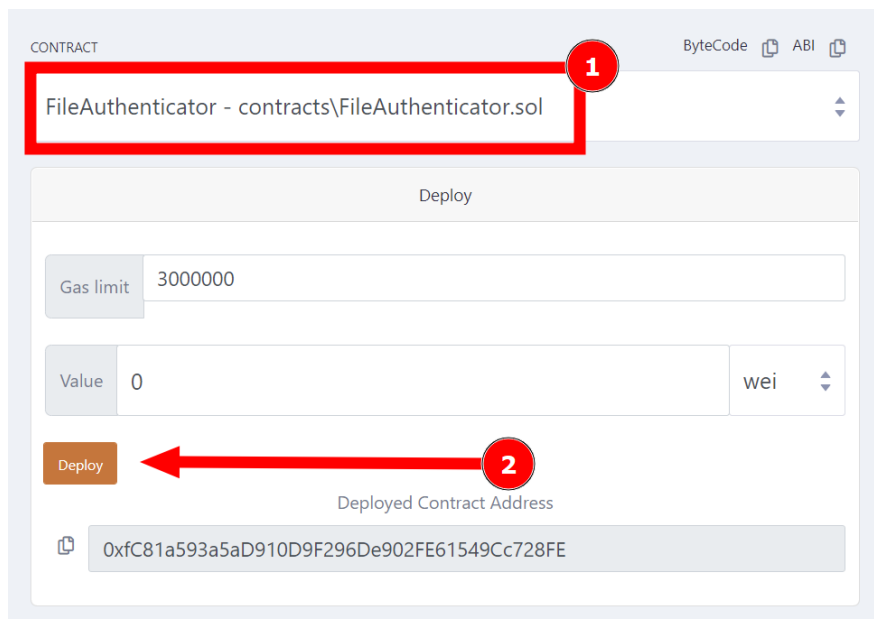 CONTRACT
ByteCode ABI
1
FileAuthenticator - contracts\FileAuthenticator.sol
Deploy
Gas limit 3000000
Value 0 wei
Deploy
2
Deployed Contract Address
0xfC81a593a5aD910D9F296De902FE61549Cc728FE